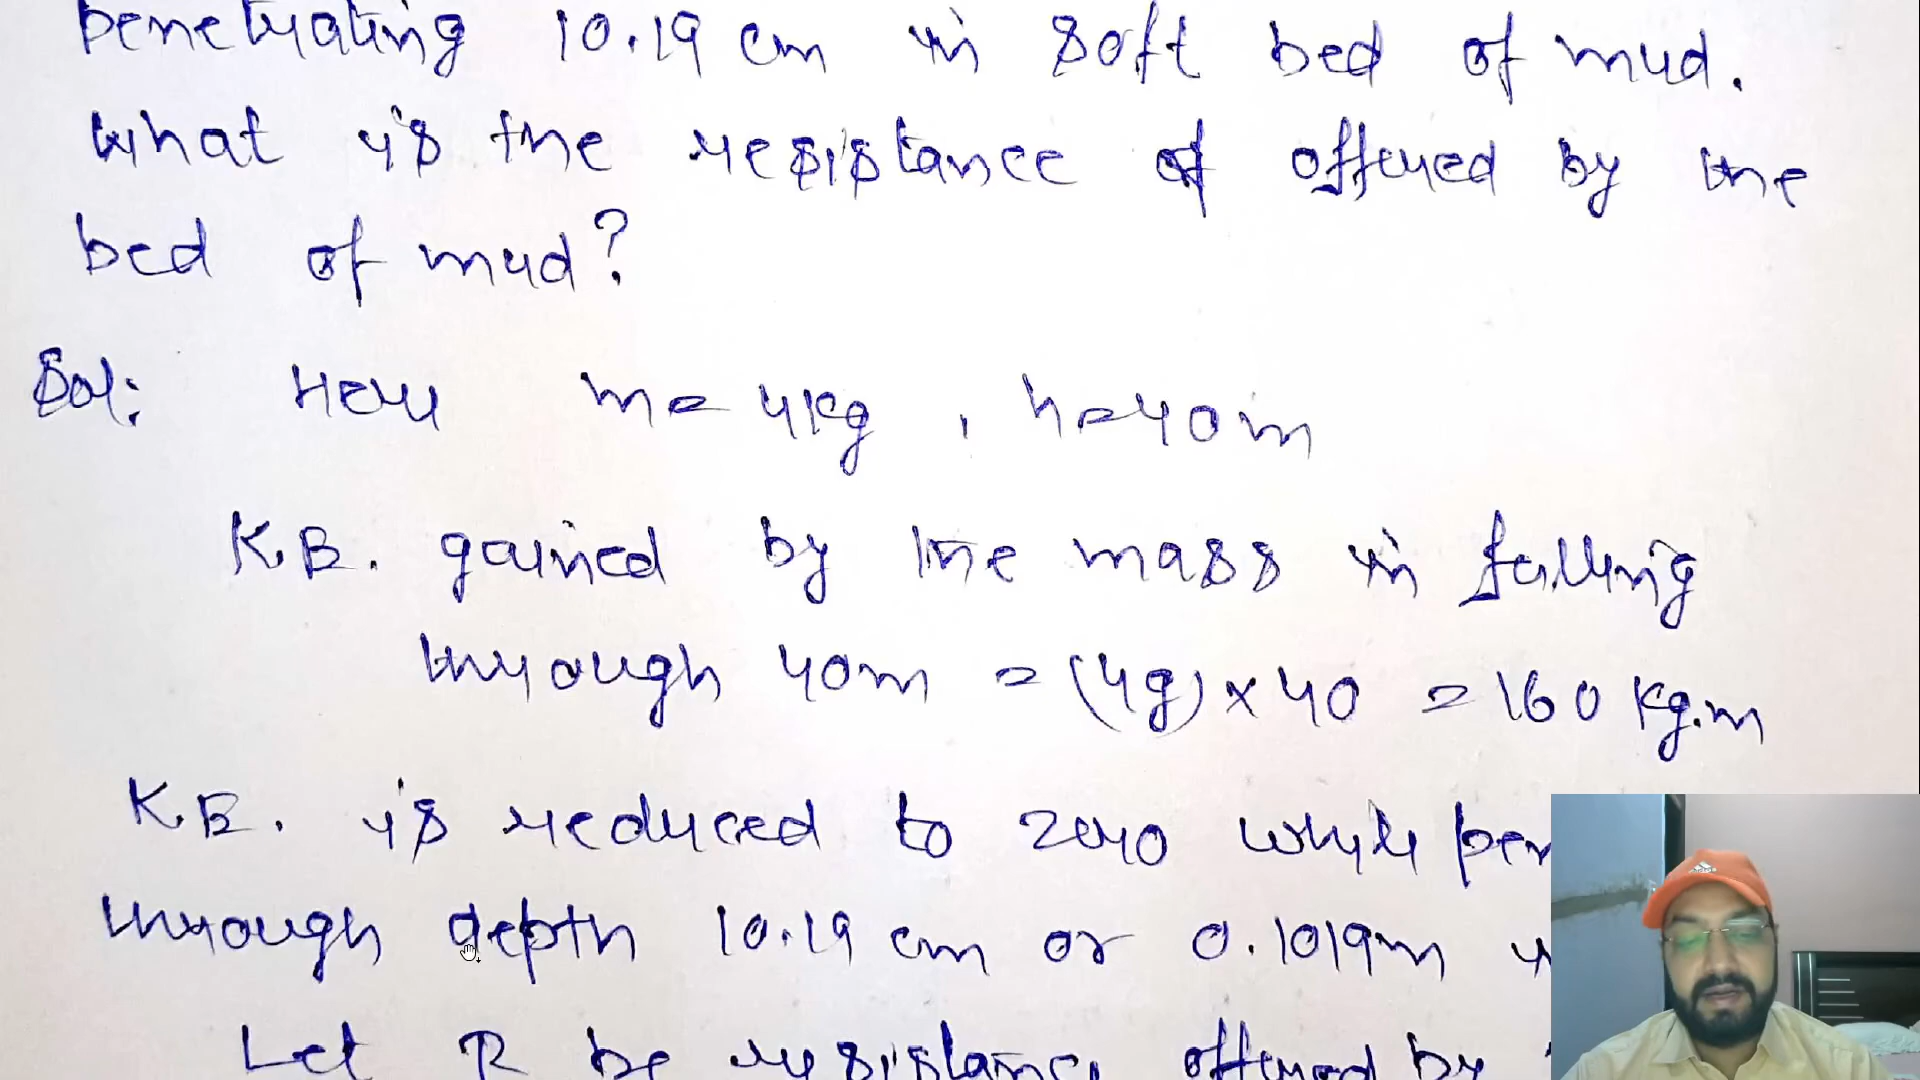 penetrating 10.19 cm in soft bed of mud.
What is the resistance of offered by the
bed of mud?
Sol: Here m = 4kg, h = 40m
K.E. gained by the mass in falling
through 40m = (4g) × 40 = 160 kg.m
K.E. is reduced to zero while
through depth 10.19 cm or 0.1019m
Let R be resistance offered by